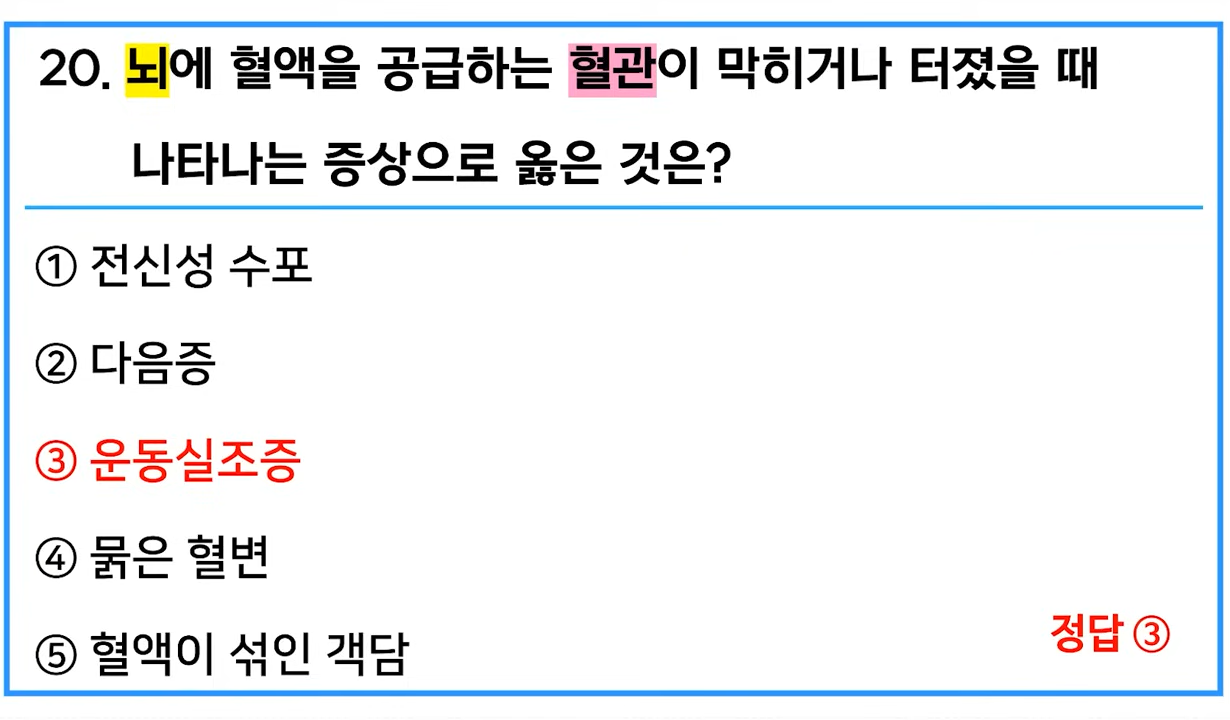 20. 뇌에 혈액을 공급하는 혈관이 막히거나 터졌을 때
나타나는 증상으로 옳은 것은?
① 전신성 수포
② 다음증
③ 운동실조증
④ 묽은 혈변
⑤ 혈액이 섞인 객담
정답 ③